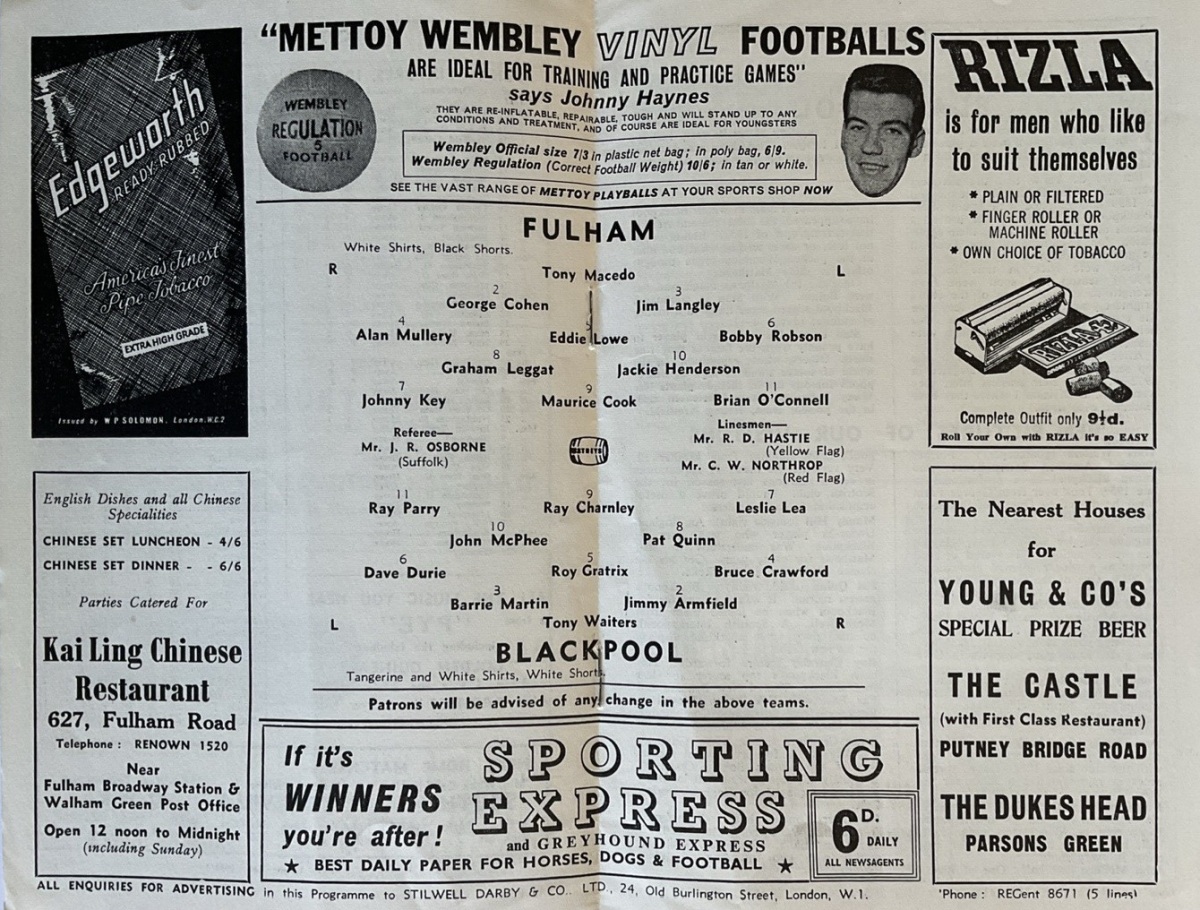 Edgeworth
READY-RUBBED
America's Finest
Pipe Tobacco
EXTRA HIGH GRADE
Issued by W P SOLOMON, London. W.C.2
English Dishes and all Chinese
Specialities
CHINESE SET LUNCHEON - 4/6
CHINESE SET DINNER - - 6/6
Parties Catered For
Kai Ling Chinese
Restaurant
627, Fulham Road
Telephone : RENOWN 1520
Near
Fulham Broadway Station &
Walham Green Post Office
Open 12 noon to Midnight
(including Sunday)
"METTOY WEMBLEY VINYL FOOTBALLS
ARE IDEAL FOR TRAINING AND PRACTICE GAMES"
says Johnny Haynes
THEY ARE RE-INFLATABLE, REPAIRABLE, TOUGH AND WILL STAND UP TO ANY
CONDITIONS AND TREATMENT, AND OF COURSE ARE IDEAL FOR YOUNGSTERS
WEMBLEY
REGULATION
5
FOOTBALL
Wembley Official size 7/3 in plastic net bag; in poly bag, 6/9.
Wembley Regulation (Correct Football Weight) 10/6; in tan or white.
SEE THE VAST RANGE OF METTOY PLAYBALLS AT YOUR SPORTS SHOP NOW
FULHAM
White Shirts, Black Shorts.
R Tony Macedo L
2 3
George Cohen Jim Langley
4 5 6
Alan Mullery Eddie Lowe Bobby Robson
8 10
Graham Leggat Jackie Henderson
7 9 11
Johnny Key Maurice Cook Brian O'Connell
Referee—
Mr. J. R. OSBORNE
(Suffolk)
WATNEYS
Linesmen—
Mr. R. D. HASTIE
(Yellow Flag)
Mr. C. W. NORTHROP
(Red Flag)
11 9 7
Ray Parry Ray Charnley Leslie Lea
10 8
John McPhee Pat Quinn
6 5 4
Dave Durie Roy Gratrix Bruce Crawford
3 2
Barrie Martin Jimmy Armfield
L Tony Waiters R
BLACKPOOL
Tangerine and White Shirts, White Shorts.
Patrons will be advised of any change in the above teams.
If it's
WINNERS
you're after!
SPORTING
EXPRESS
and GREYHOUND EXPRESS
★ BEST DAILY PAPER FOR HORSES, DOGS & FOOTBALL ★
6D.
DAILY
ALL NEWSAGENTS
RIZLA
is for men who like
to suit themselves
* PLAIN OR FILTERED
* FINGER ROLLER OR
MACHINE ROLLER
* OWN CHOICE OF TOBACCO
RIZLA
Complete Outfit only 9½d.
Roll Your Own with RIZLA it's so EASY
The Nearest Houses
for
YOUNG & CO'S
SPECIAL PRIZE BEER
THE CASTLE
(with First Class Restaurant)
PUTNEY BRIDGE ROAD
THE DUKES HEAD
PARSONS GREEN
ALL ENQUIRIES FOR ADVERTISING in this Programme to STILWELL DARBY & CO., LTD., 24, Old Burlington Street, London, W.1. 'Phone : REGent 8671 (5 lines)